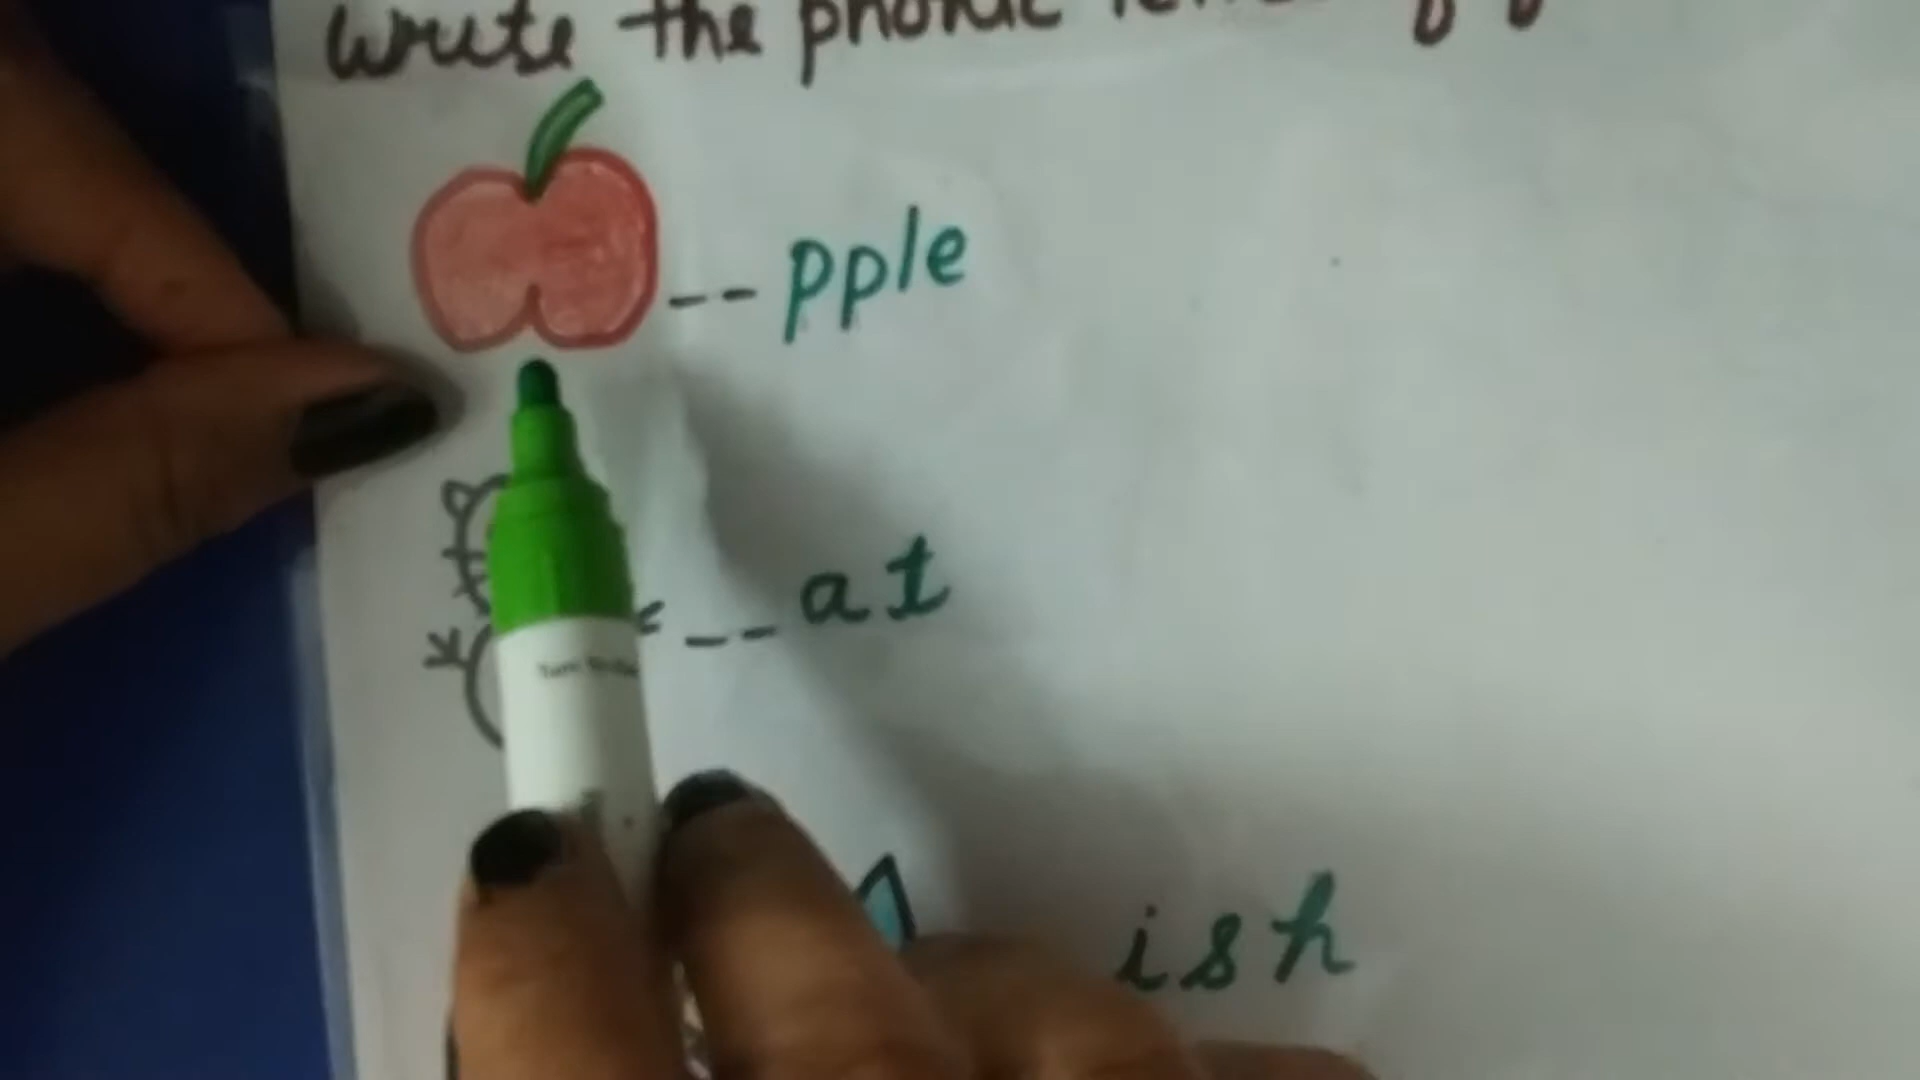 Write the phonic
--pple
--at
ish